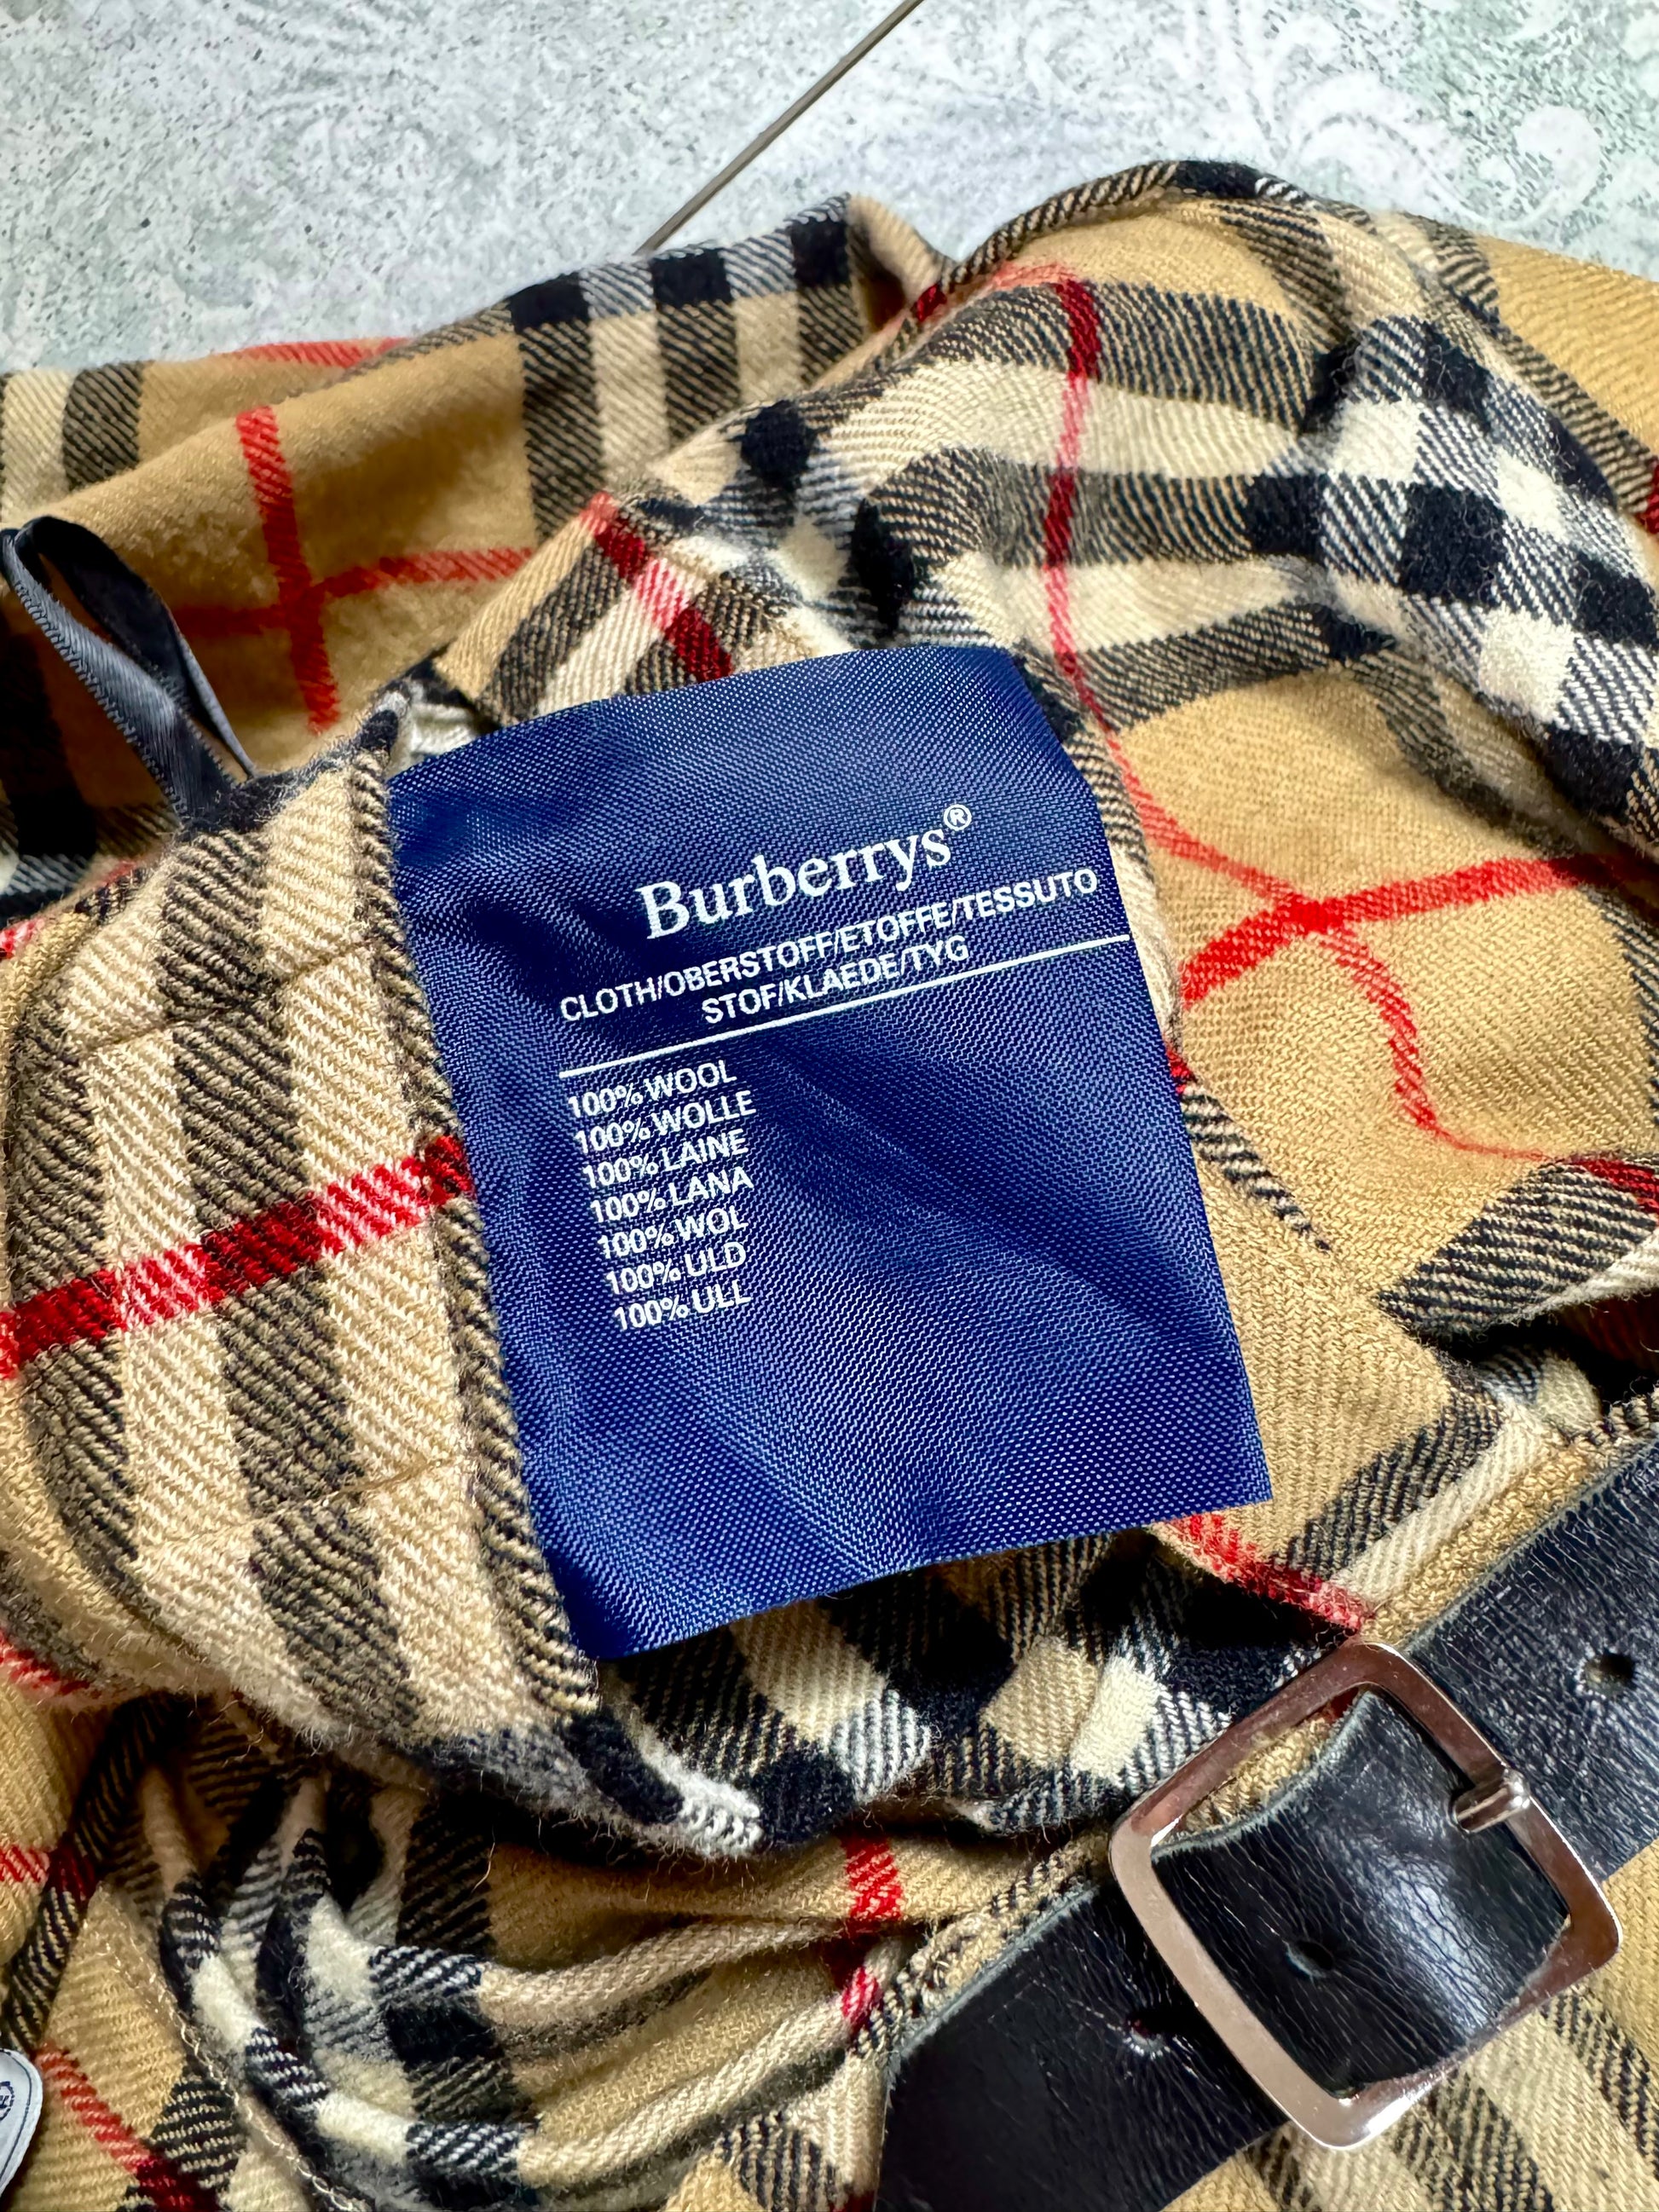 Burberrys®
CLOTH/OBERSTOFF/ETOFFE/TESSUTO
STOF/KLAEDE/TYG
100% WOOL
100% WOLLE
100% LAINE
100% LANA
100% WOL
100% ULD
100% ULL